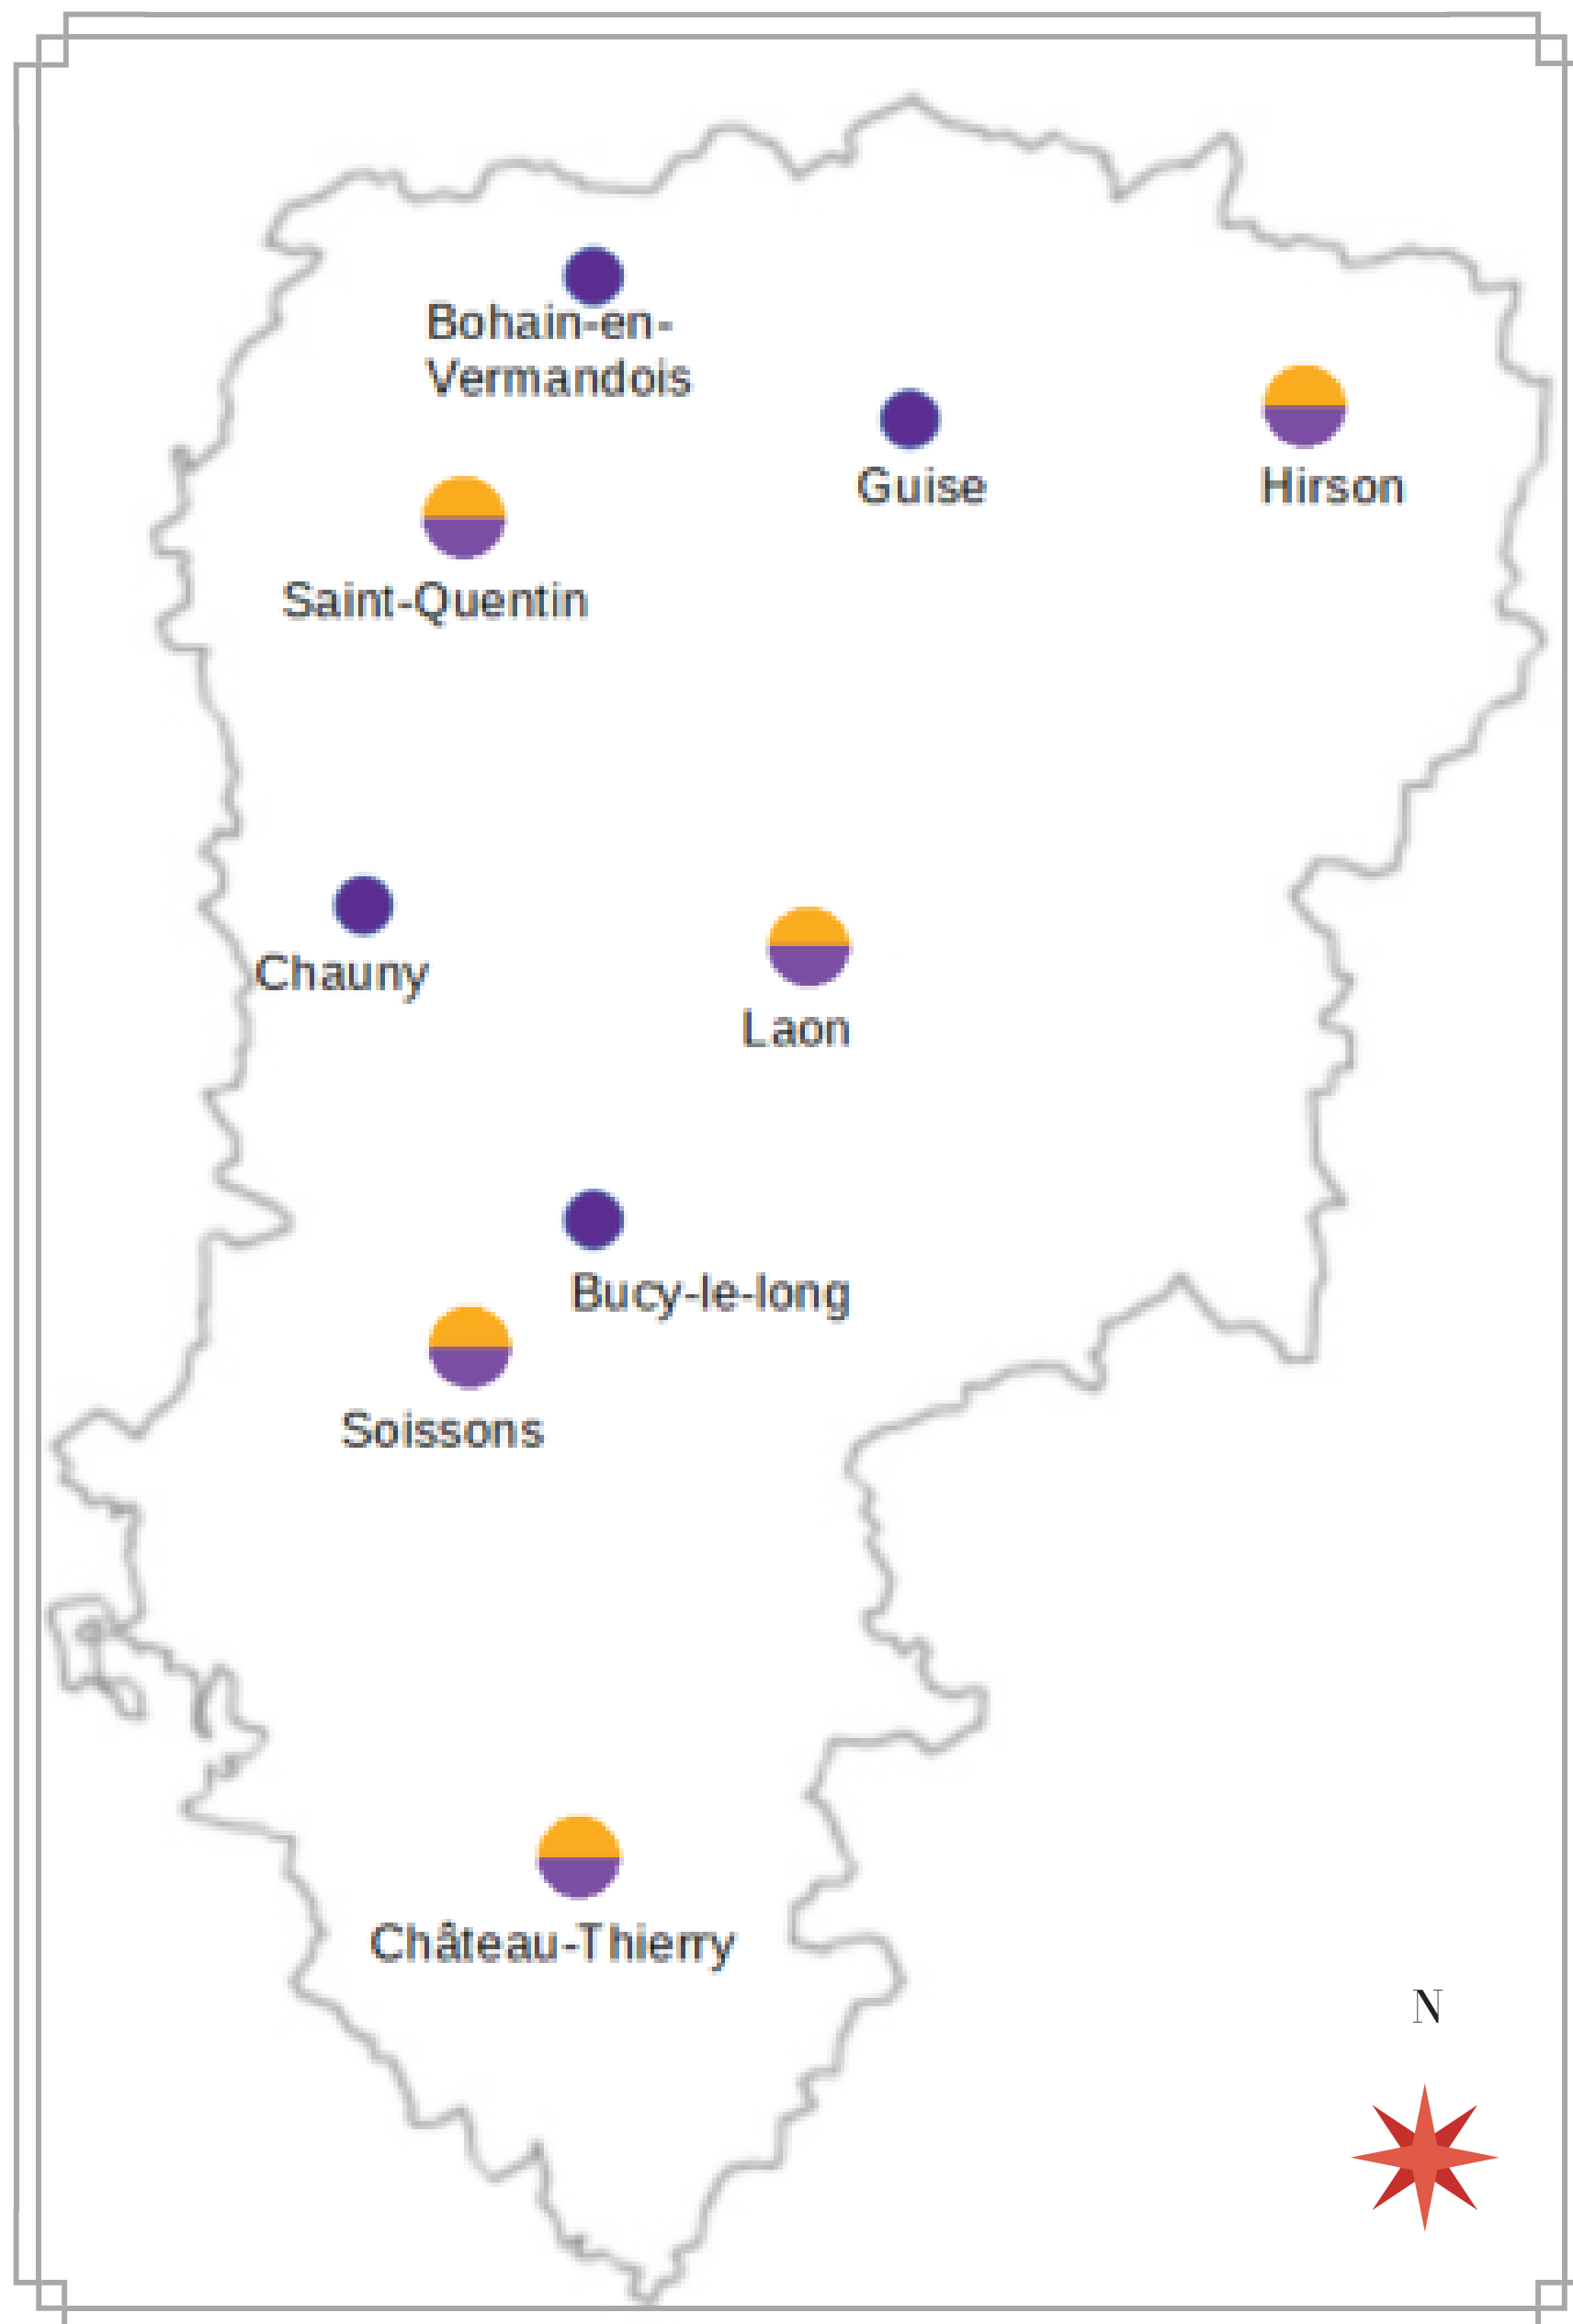 Bohain-en-
Vermandois
Guise
Hirson
Saint-Quentin
Chauny
Laon
Bucy-le-long
Soissons
Château-Thierry
N